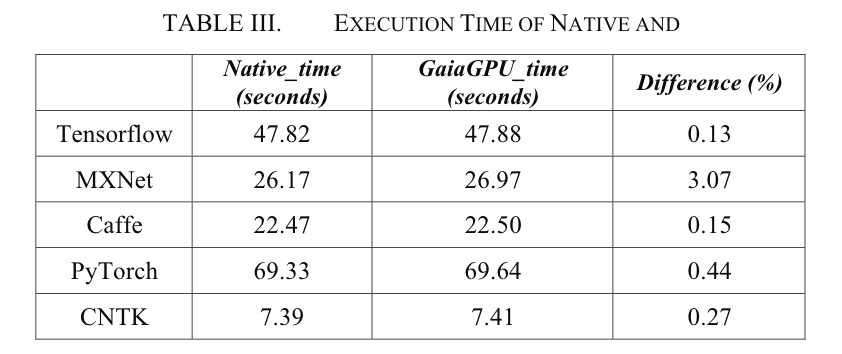 TABLE III. EXECUTION TIME OF NATIVE AND
Native_time (seconds) GaiaGPU_time (seconds) Difference (%)
Tensorflow 47.82 47.88 0.13
MXNet 26.17 26.97 3.07
Caffe 22.47 22.50 0.15
PyTorch 69.33 69.64 0.44
CNTK 7.39 7.41 0.27